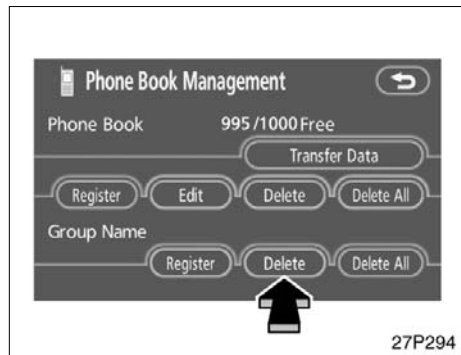 Phone Book Management
Phone Book 995/1000 Free
Transfer Data
Register Edit Delete Delete All
Group Name
Register Delete Delete All
27P294